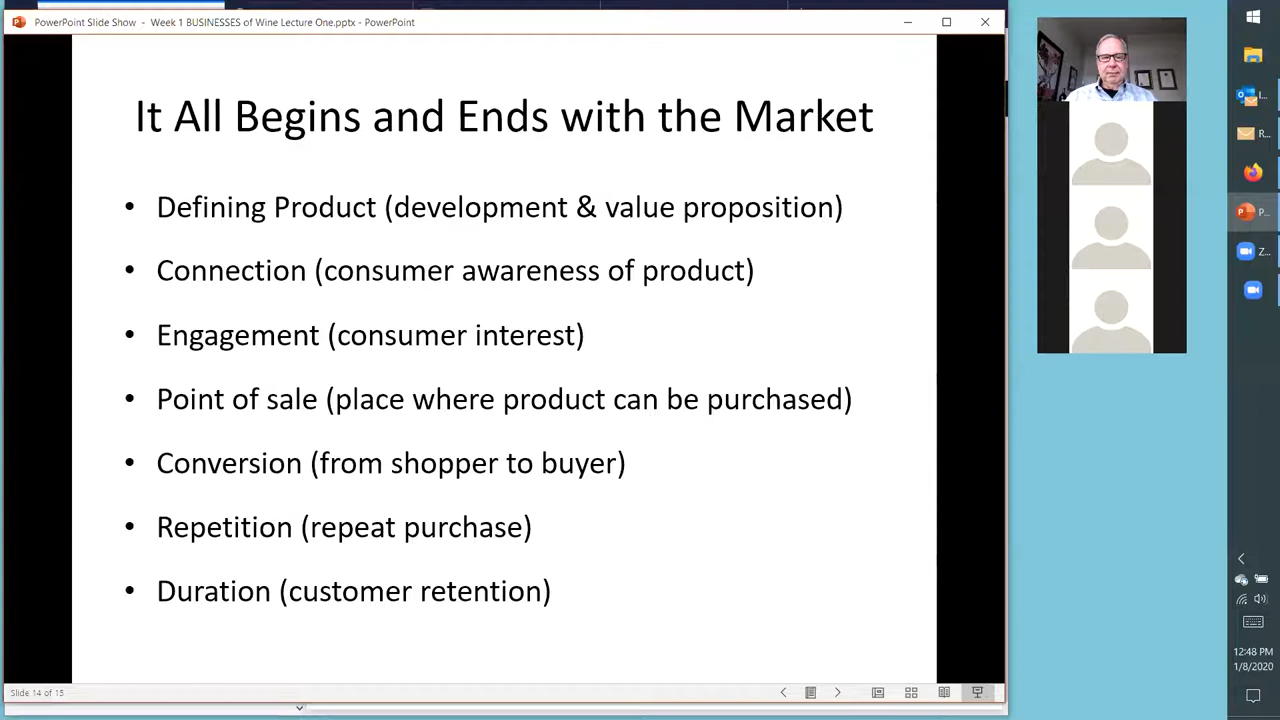 PowerPoint Slide Show - Week 1 BUSINESSES of Wine Lecture One.pptx - PowerPoint
It All Begins and Ends with the Market
• Defining Product (development & value proposition)
• Connection (consumer awareness of product)
• Engagement (consumer interest)
• Point of sale (place where product can be purchased)
• Conversion (from shopper to buyer)
• Repetition (repeat purchase)
• Duration (customer retention)
Slide 14 of 15
I...
R...
P...
Z...
12:48 PM
1/8/2020